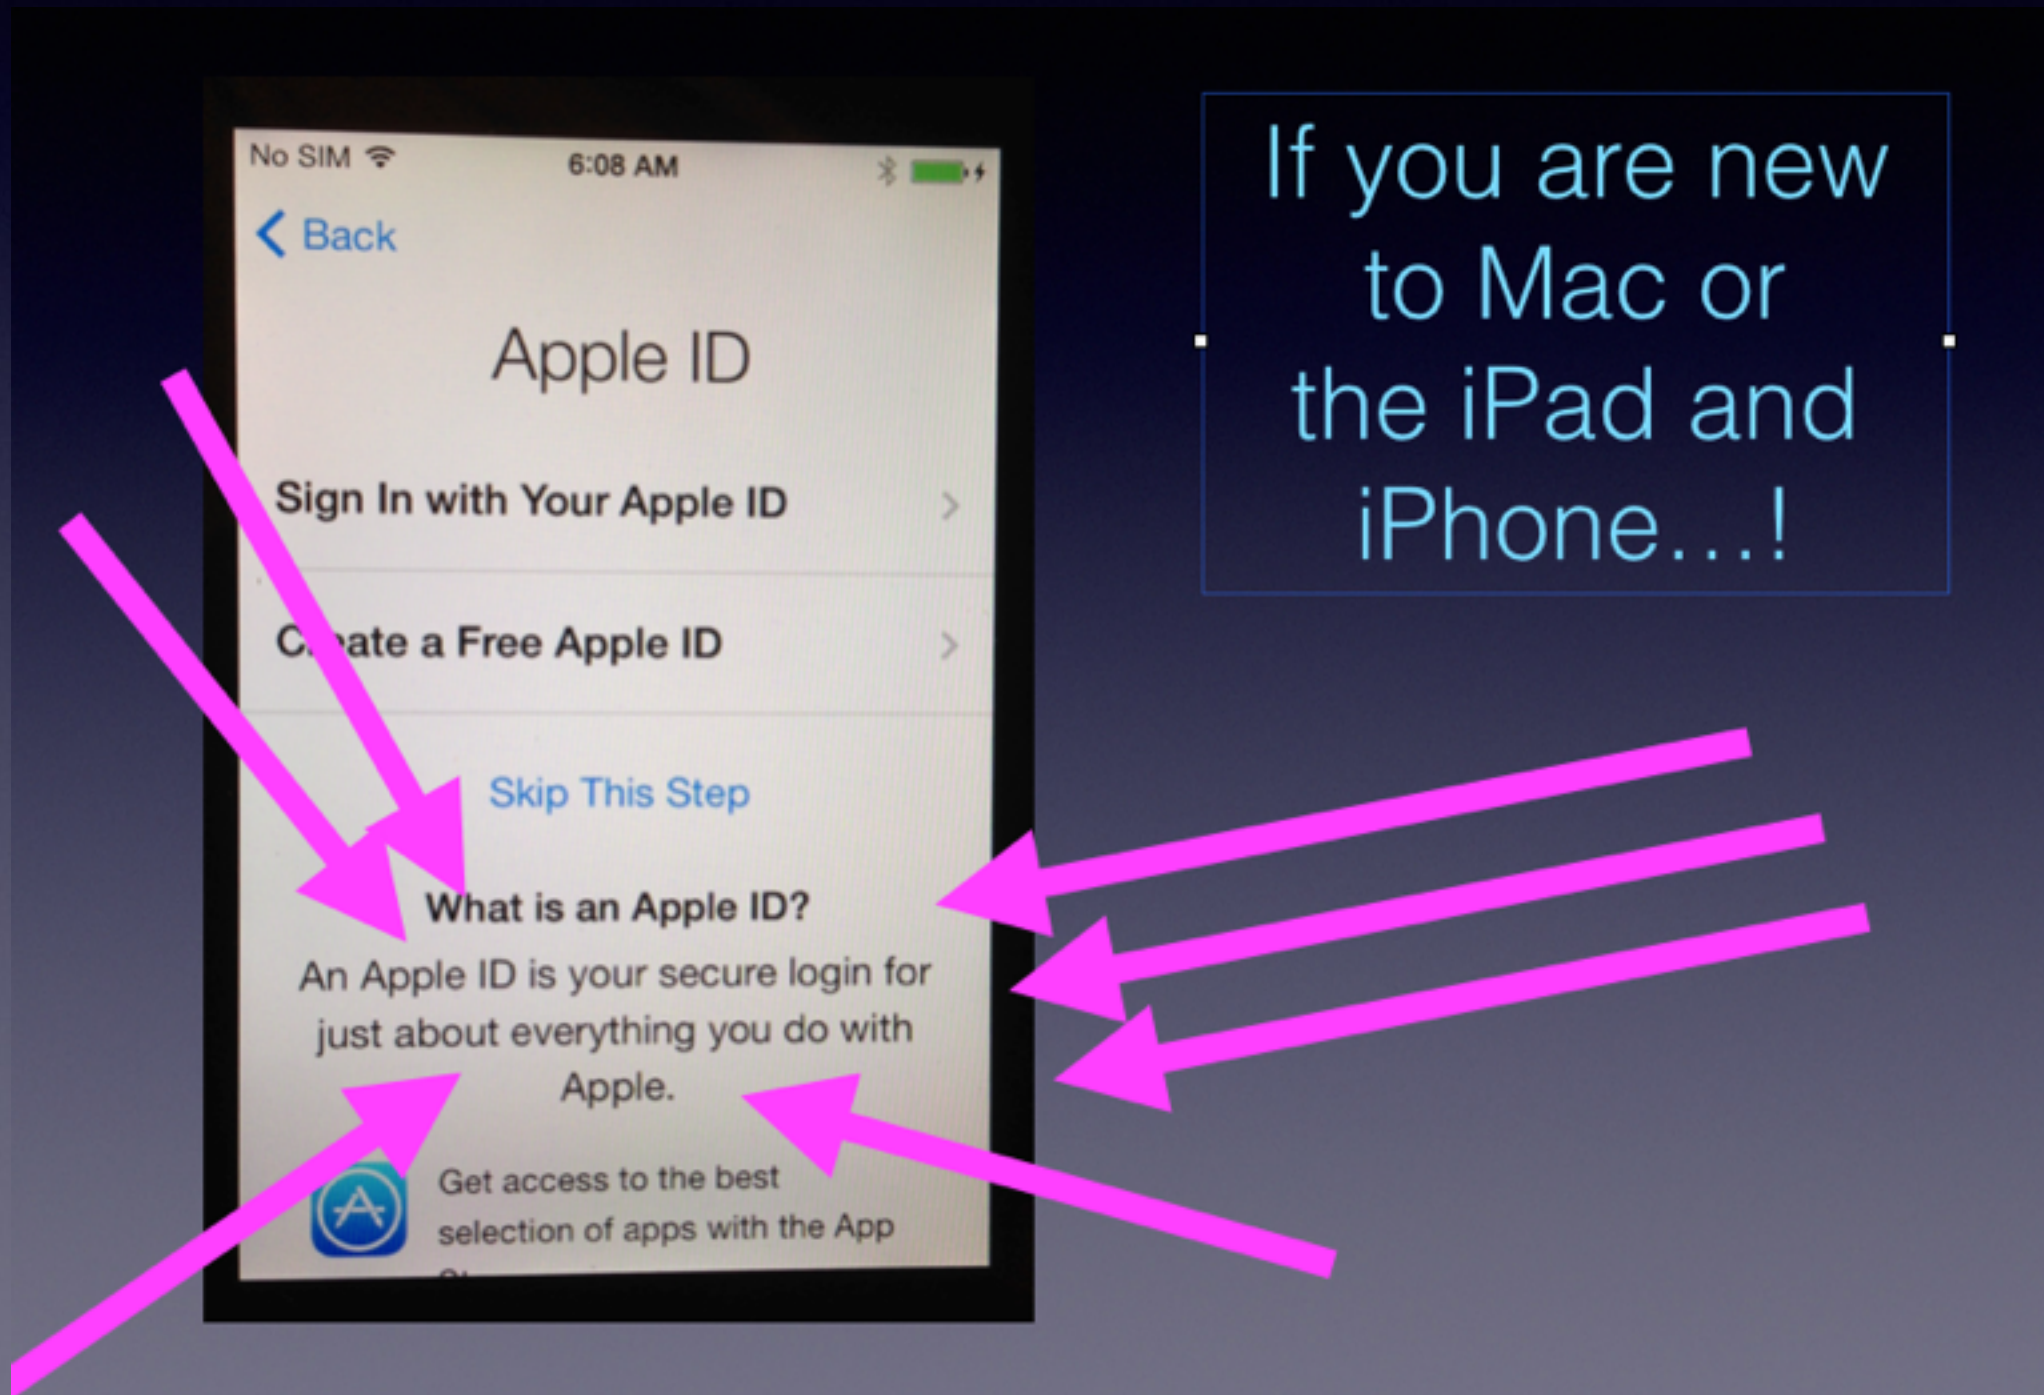 No SIM
6:08 AM
Back
Apple ID
Sign In with Your Apple ID
Create a Free Apple ID
Skip This Step
What is an Apple ID?
An Apple ID is your secure login for
just about everything you do with
Apple.
Get access to the best
selection of apps with the App
If you are new
to Mac or
the iPad and
iPhone...!